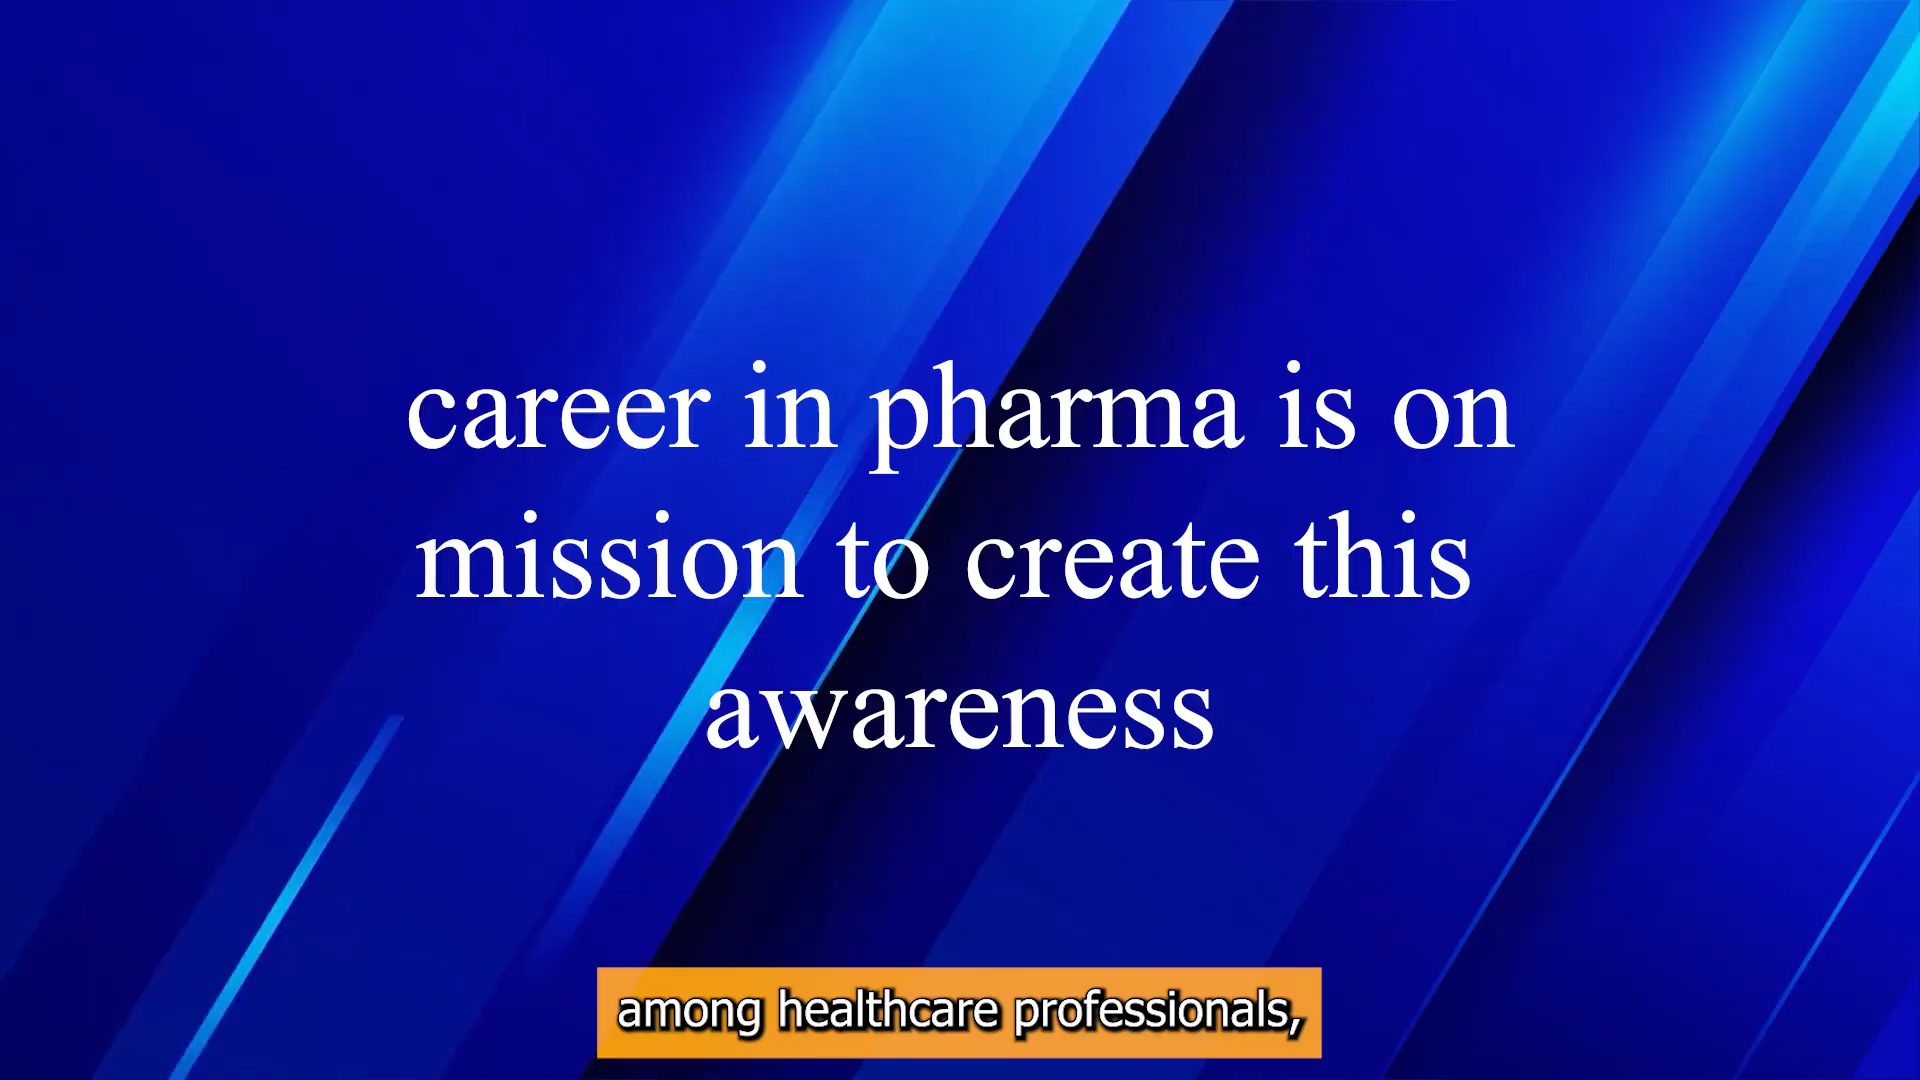 career in pharma is on
mission to create this
awareness
among healthcare professionals,